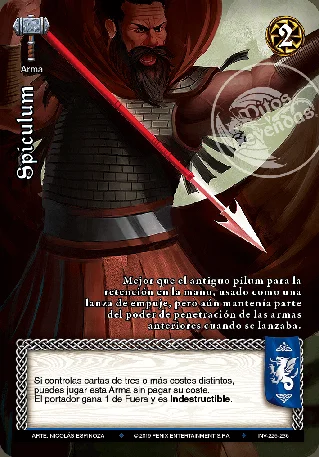 2
Arma
Spiculum
Mitos
Leyendas
Mejor que el antiguo pilum para la
retención en la mano, usado como una
lanza de empuje, pero aún mantenía parte
del poder de penetración de las armas
anteriores cuando se lanzaba.
Si controlas cartas de tres o más costes distintos,
puedes jugar esta Arma sin pagar su coste.
El portador gana 1 de Fuerza y es Indestructible.
ARTE: NICOLÁS ESPINOZA
©2019 FENIX ENTERTAINMENT S.P.A.